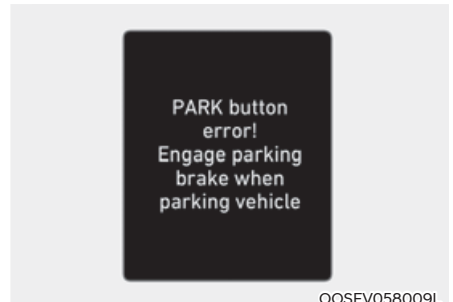 PARK button
error!
Engage parking
brake when
parking vehicle
OOSEV058009L